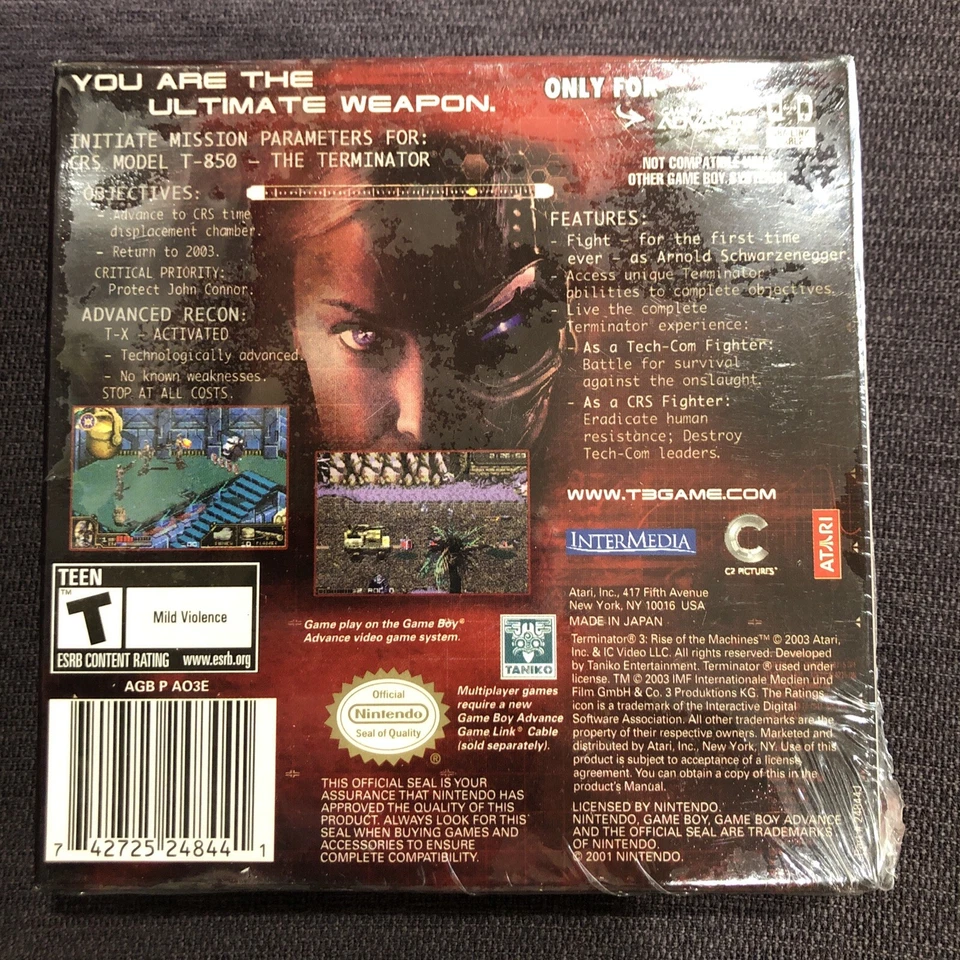 YOU ARE THE
ULTIMATE WEAPON.
INITIATE MISSION PARAMETERS FOR:
CRS MODEL T-850 – THE TERMINATOR
OBJECTIVES:
– Advance to CRS time
displacement chamber.
– Return to 2003.
CRITICAL PRIORITY:
Protect John Connor.
ADVANCED RECON:
T-X – ACTIVATED
– Technologically advanced.
– No known weaknesses.
STOP AT ALL COSTS.
ONLY FOR
ADVANCE
NOT COMPATIBLE WITH
OTHER GAME BOY SYSTEMS
FEATURES:
– Fight – for the first time
ever – as Arnold Schwarzenegger
– Access unique Terminator
abilities to complete objectives.
– Live the complete
Terminator experience:
– As a Tech-Com Fighter:
Battle for survival
against the onslaught.
– As a CRS Fighter:
Eradicate human
resistance; Destroy
Tech-Com leaders.
WWW.T3GAME.COM
INTERMEDIA
C2 PICTURES™
ATARI
TEEN
T™
Mild Violence
ESRB CONTENT RATING www.esrb.org
AGB P AO3E
7 42725 24844 1
Game play on the Game Boy®
Advance video game system.
TANIKO
Official
Nintendo
Seal of Quality
®
Multiplayer games
require a new
Game Boy Advance
Game Link® Cable
(sold separately).
THIS OFFICIAL SEAL IS YOUR
ASSURANCE THAT NINTENDO HAS
APPROVED THE QUALITY OF THIS
PRODUCT. ALWAYS LOOK FOR THIS
SEAL WHEN BUYING GAMES AND
ACCESSORIES TO ENSURE
COMPLETE COMPATIBILITY.
Atari, Inc., 417 Fifth Avenue
New York, NY 10016 USA
MADE IN JAPAN
Terminator® 3: Rise of the Machines™ © 2003 Atari,
Inc. & IC Video LLC. All rights reserved. Developed
by Taniko Entertainment. Terminator ® used under
license. TM © 2003 IMF Internationale Medien und
Film GmbH & Co. 3 Produktions KG. The Ratings
icon is a trademark of the Interactive Digital
Software Association. All other trademarks are the
property of their respective owners. Marketed and
distributed by Atari, Inc., New York, NY. Use of this
product is subject to acceptance of a license
agreement. You can obtain a copy of this in the
product's Manual.
LICENSED BY NINTENDO.
NINTENDO, GAME BOY, GAME BOY ADVANCE
AND THE OFFICIAL SEAL ARE TRADEMARKS
OF NINTENDO.
© 2001 NINTENDO.